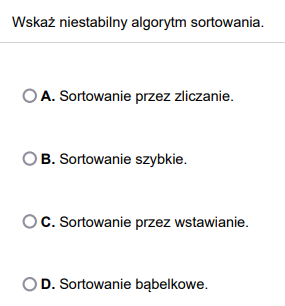 Wskaż niestabilny algorytm sortowania.
A. Sortowanie przez zliczanie.
B. Sortowanie szybkie.
C. Sortowanie przez wstawianie.
D. Sortowanie bąbelkowe.